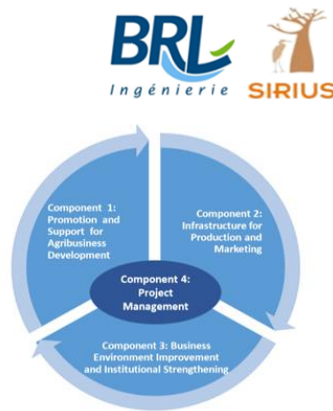 BRL
Ingénierie
SIRIUS
Component 1:
Promotion and
Support for
Agribusiness
Development
Component 2:
Infrastructure for
Production and
Marketing
Component 4:
Project
Management
Component 3: Business
Environment Improvement
and Institutional Strengthening